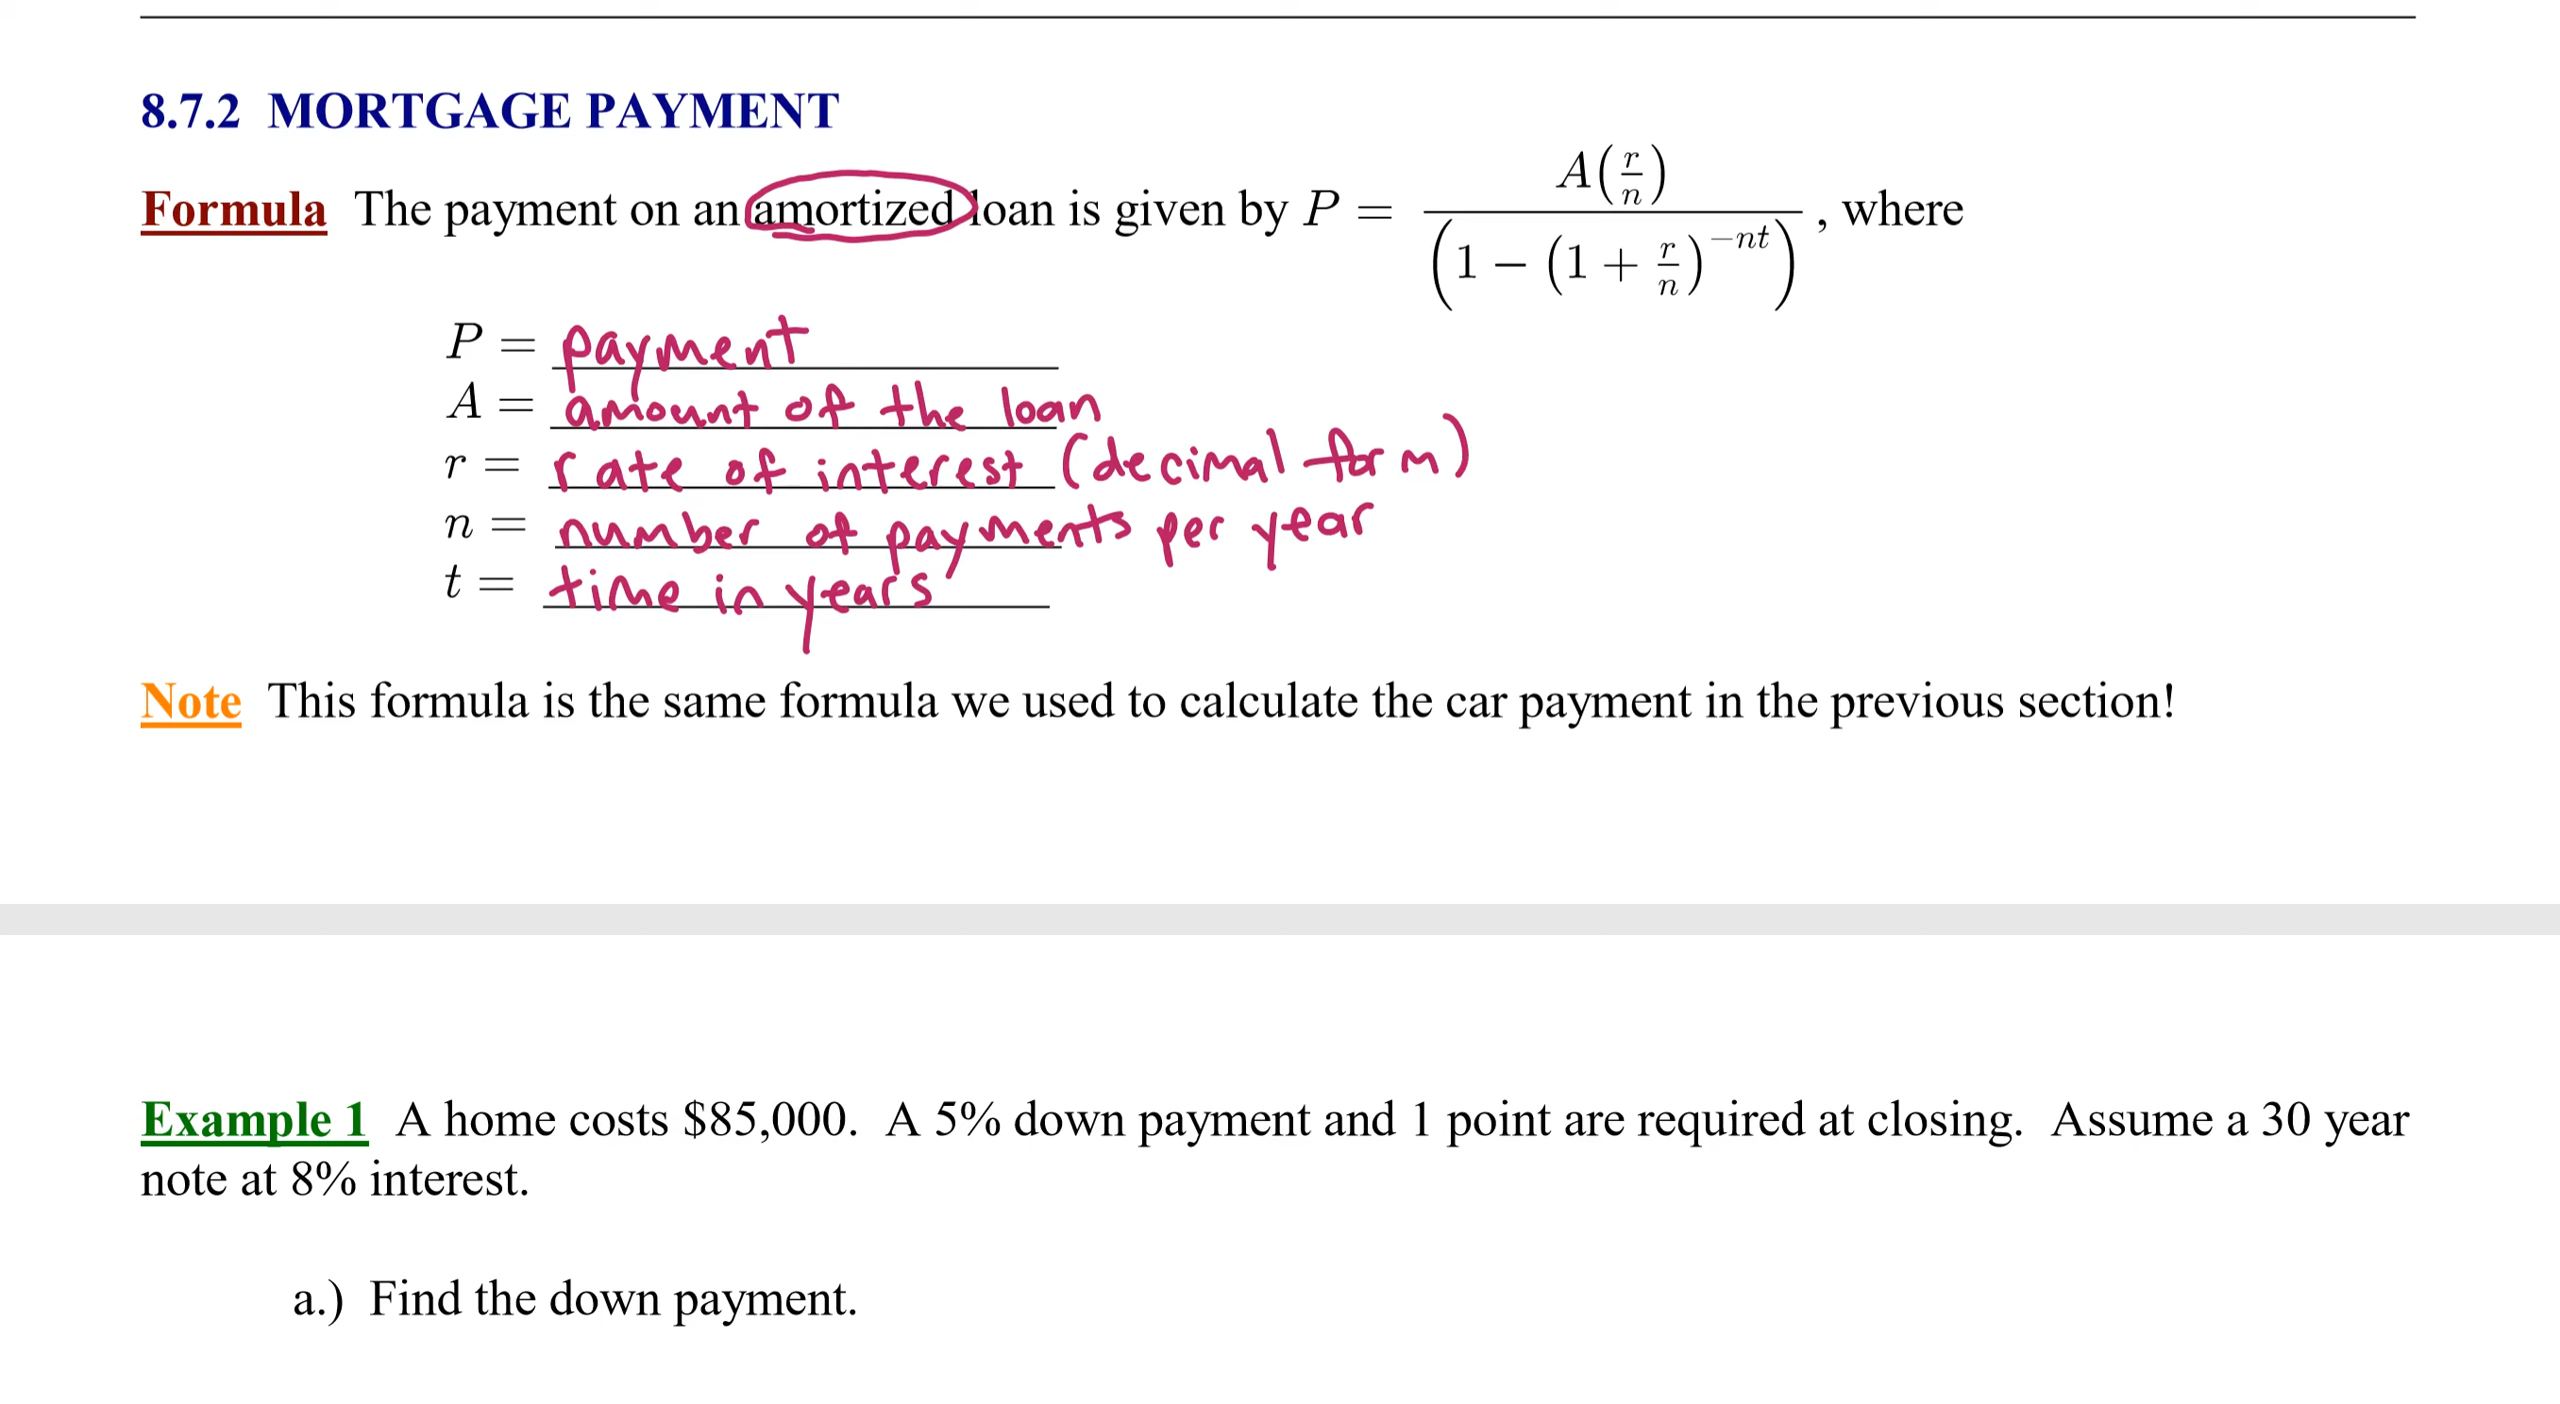 8.7.2 MORTGAGE PAYMENT
Formula The payment on an amortized loan is given by P = A(r/n) / (1 − (1 + r/n)^−nt), where
P = payment
A = amount of the loan
r = rate of interest (decimal form)
n = number of payments per year
t = time in years
Note This formula is the same formula we used to calculate the car payment in the previous section!
Example 1 A home costs $85,000. A 5% down payment and 1 point are required at closing. Assume a 30 year
note at 8% interest.
a.) Find the down payment.